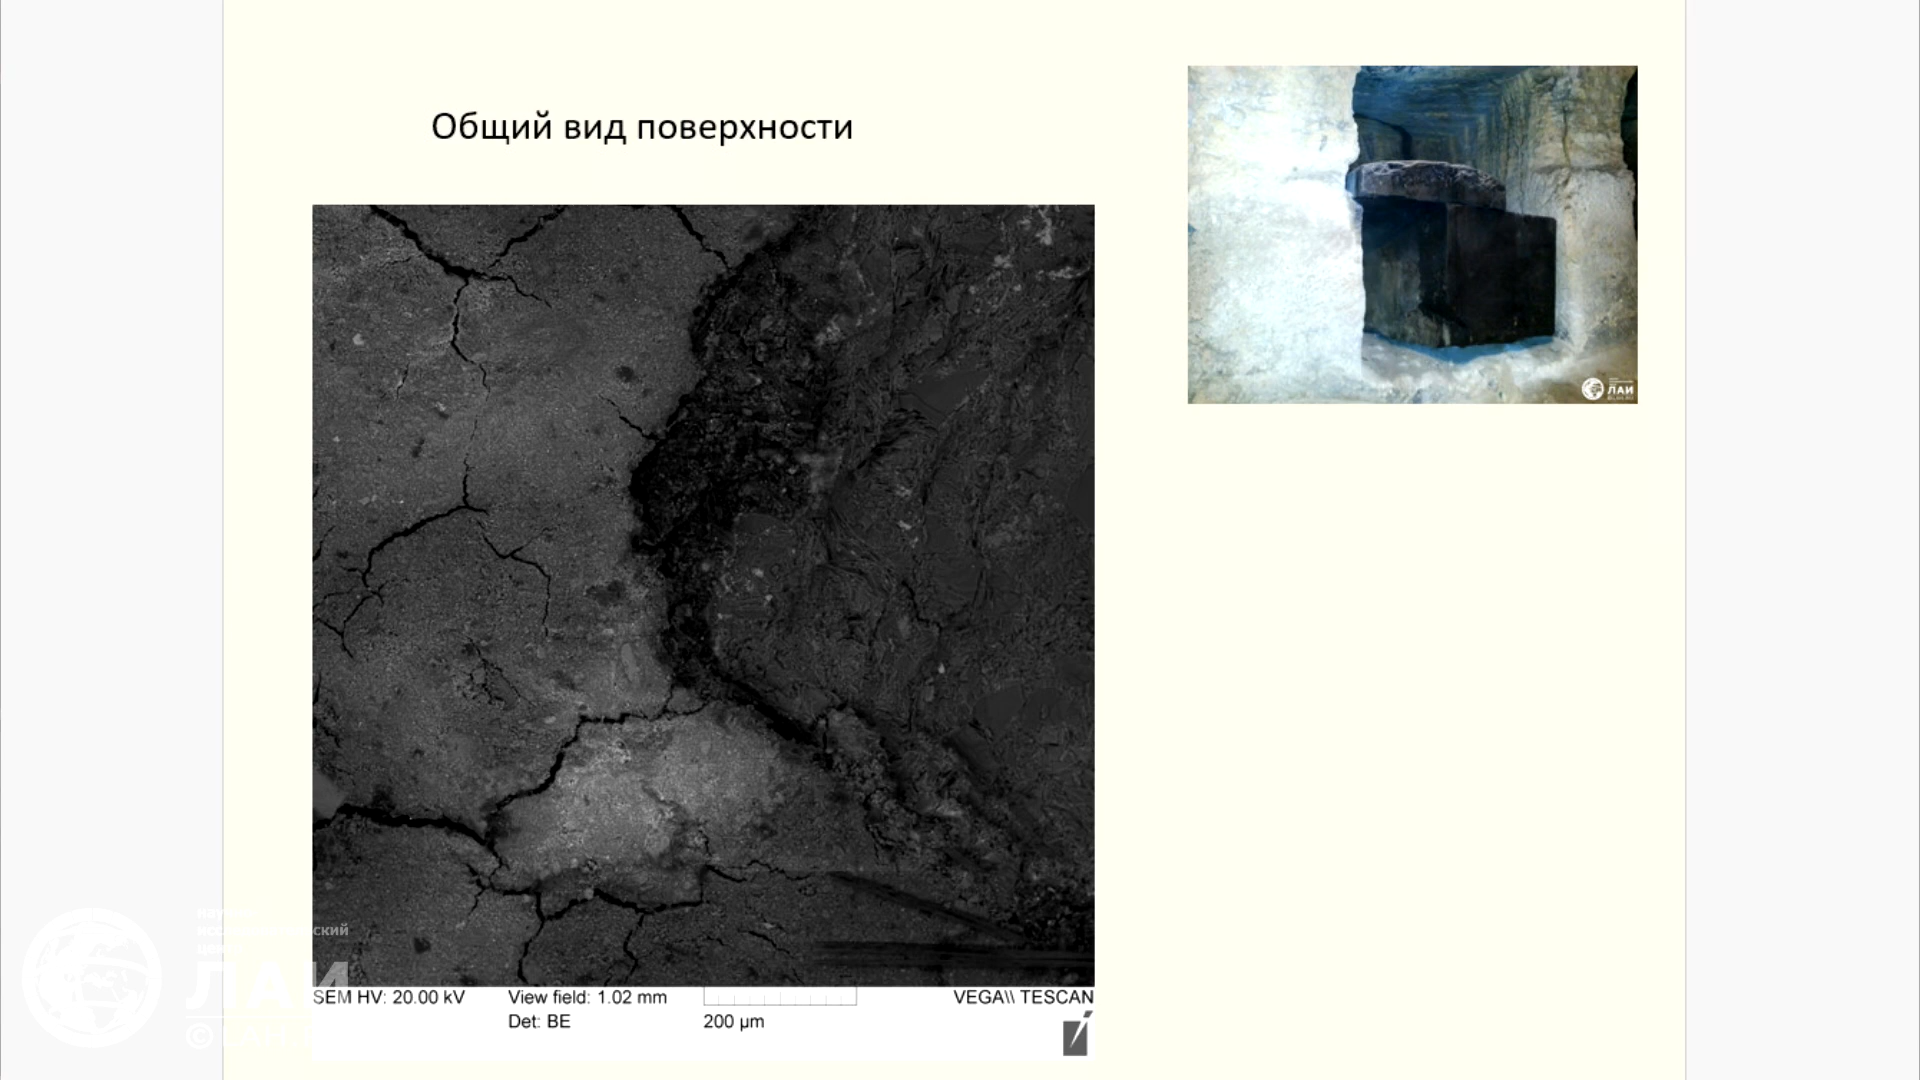 Общий вид поверхности
ЛАИ
SEM HV: 20.00 kV
View field: 1.02 mm
VEGA\\ TESCAN
Det: BE
200 µm
ЛАИ